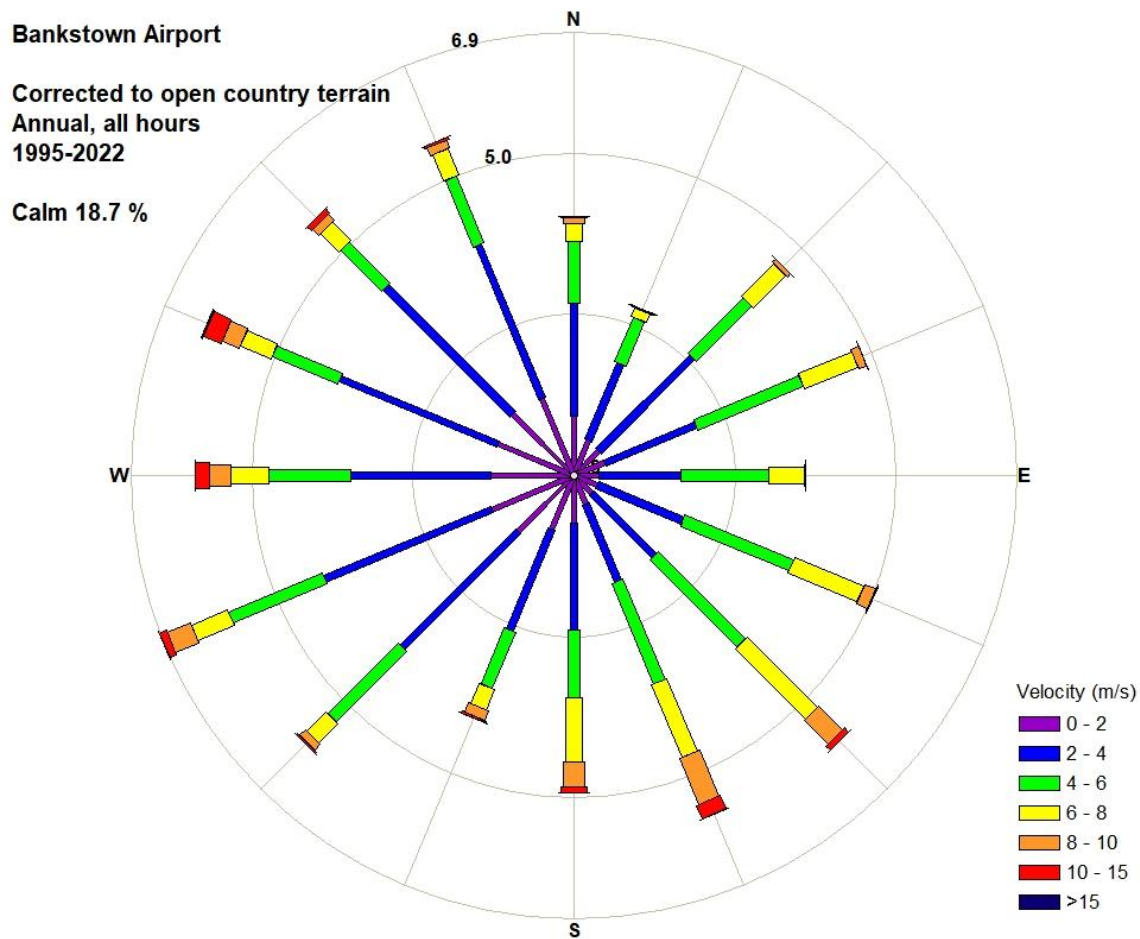 Bankstown Airport
Corrected to open country terrain
Annual, all hours
1995-2022
Calm 18.7 %
N
6.9
5.0
W
E
S
Velocity (m/s)
0 - 2
2 - 4
4 - 6
6 - 8
8 - 10
10 - 15
>15